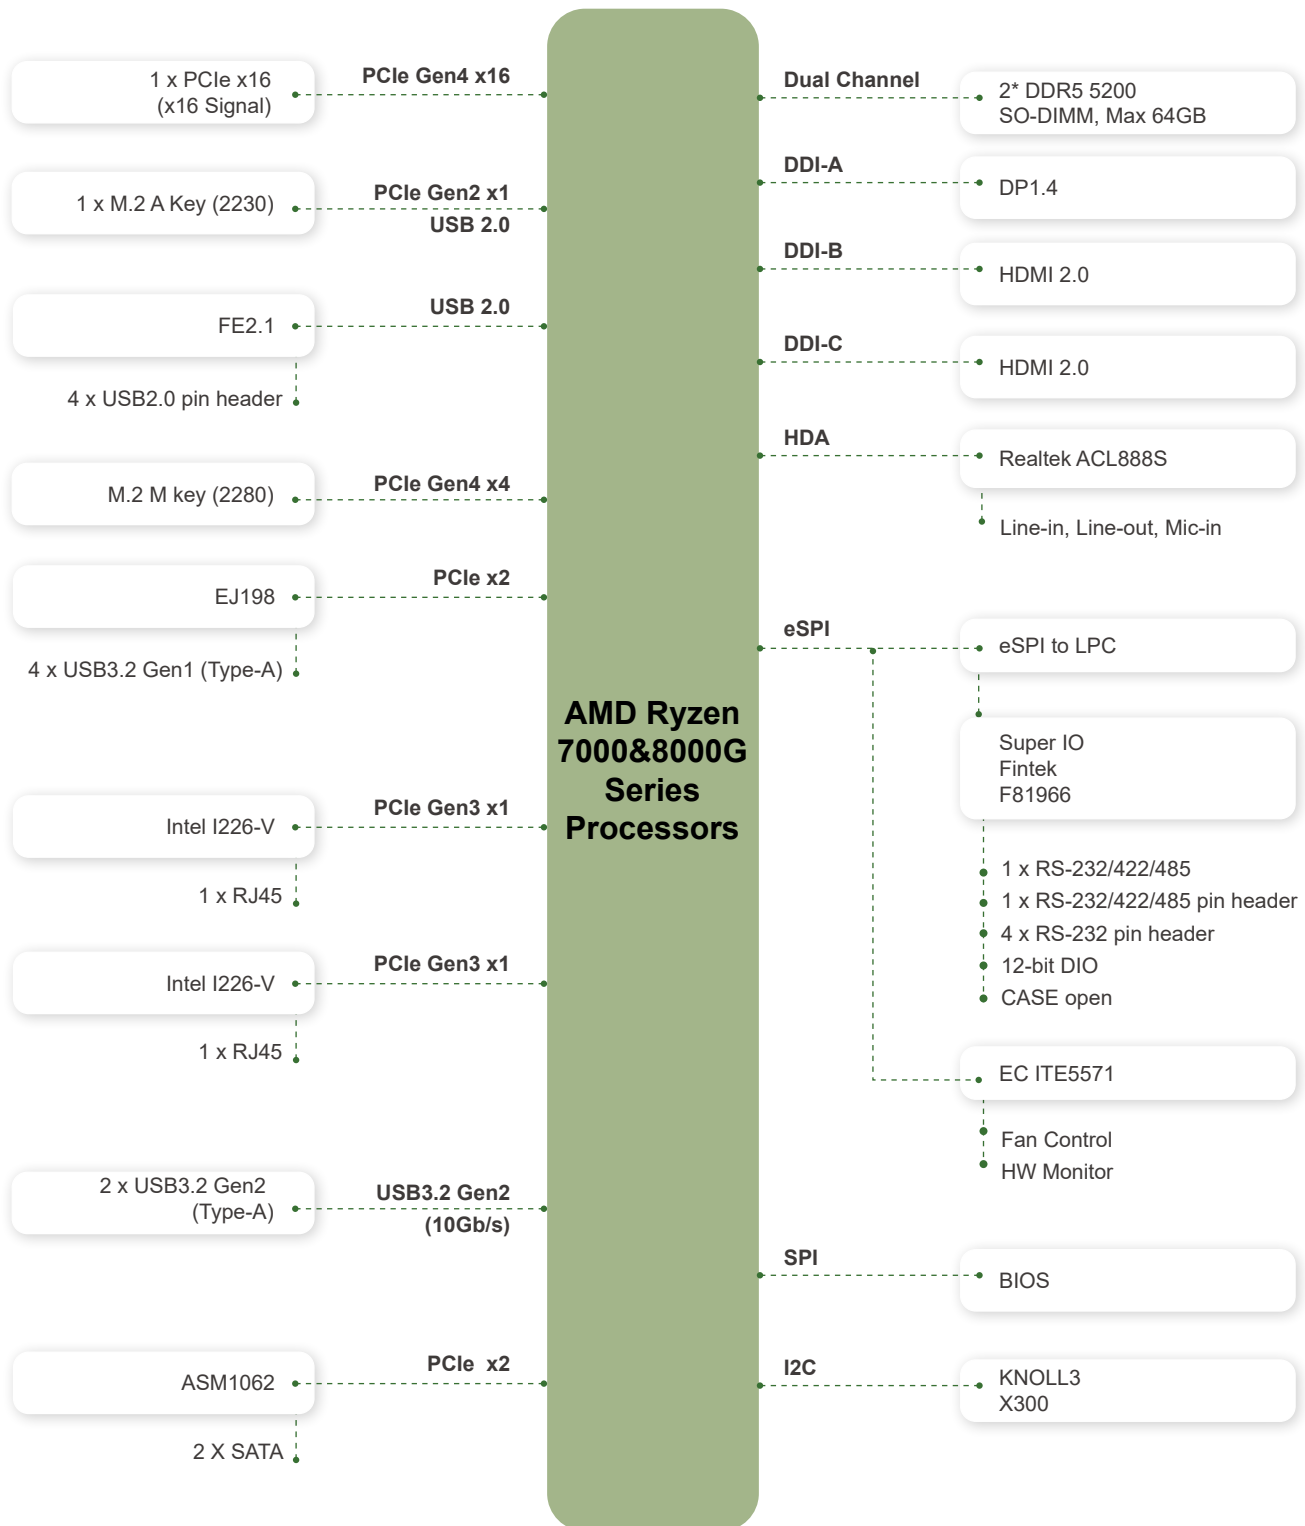 1 x PCIe x16
(x16 Signal)
PCIe Gen4 x16
1 x M.2 A Key (2230)
PCIe Gen2 x1
USB 2.0
FE2.1
USB 2.0
4 x USB2.0 pin header
M.2 M key (2280)
PCIe Gen4 x4
EJ198
PCIe x2
4 x USB3.2 Gen1 (Type-A)
Intel I226-V
PCIe Gen3 x1
1 x RJ45
Intel I226-V
PCIe Gen3 x1
1 x RJ45
2 x USB3.2 Gen2
(Type-A)
USB3.2 Gen2
(10Gb/s)
ASM1062
PCIe  x2
2 X SATA
AMD Ryzen
7000&8000G
Series
Processors
Dual Channel
2* DDR5 5200
SO-DIMM, Max 64GB
DDI-A
DP1.4
DDI-B
HDMI 2.0
DDI-C
HDMI 2.0
HDA
Realtek ACL888S
Line-in, Line-out, Mic-in
eSPI
eSPI to LPC
Super IO
Fintek
F81966
1 x RS-232/422/485
1 x RS-232/422/485 pin header
4 x RS-232 pin header
12-bit DIO
CASE open
EC ITE5571
Fan Control
HW Monitor
SPI
BIOS
I2C
KNOLL3
X300